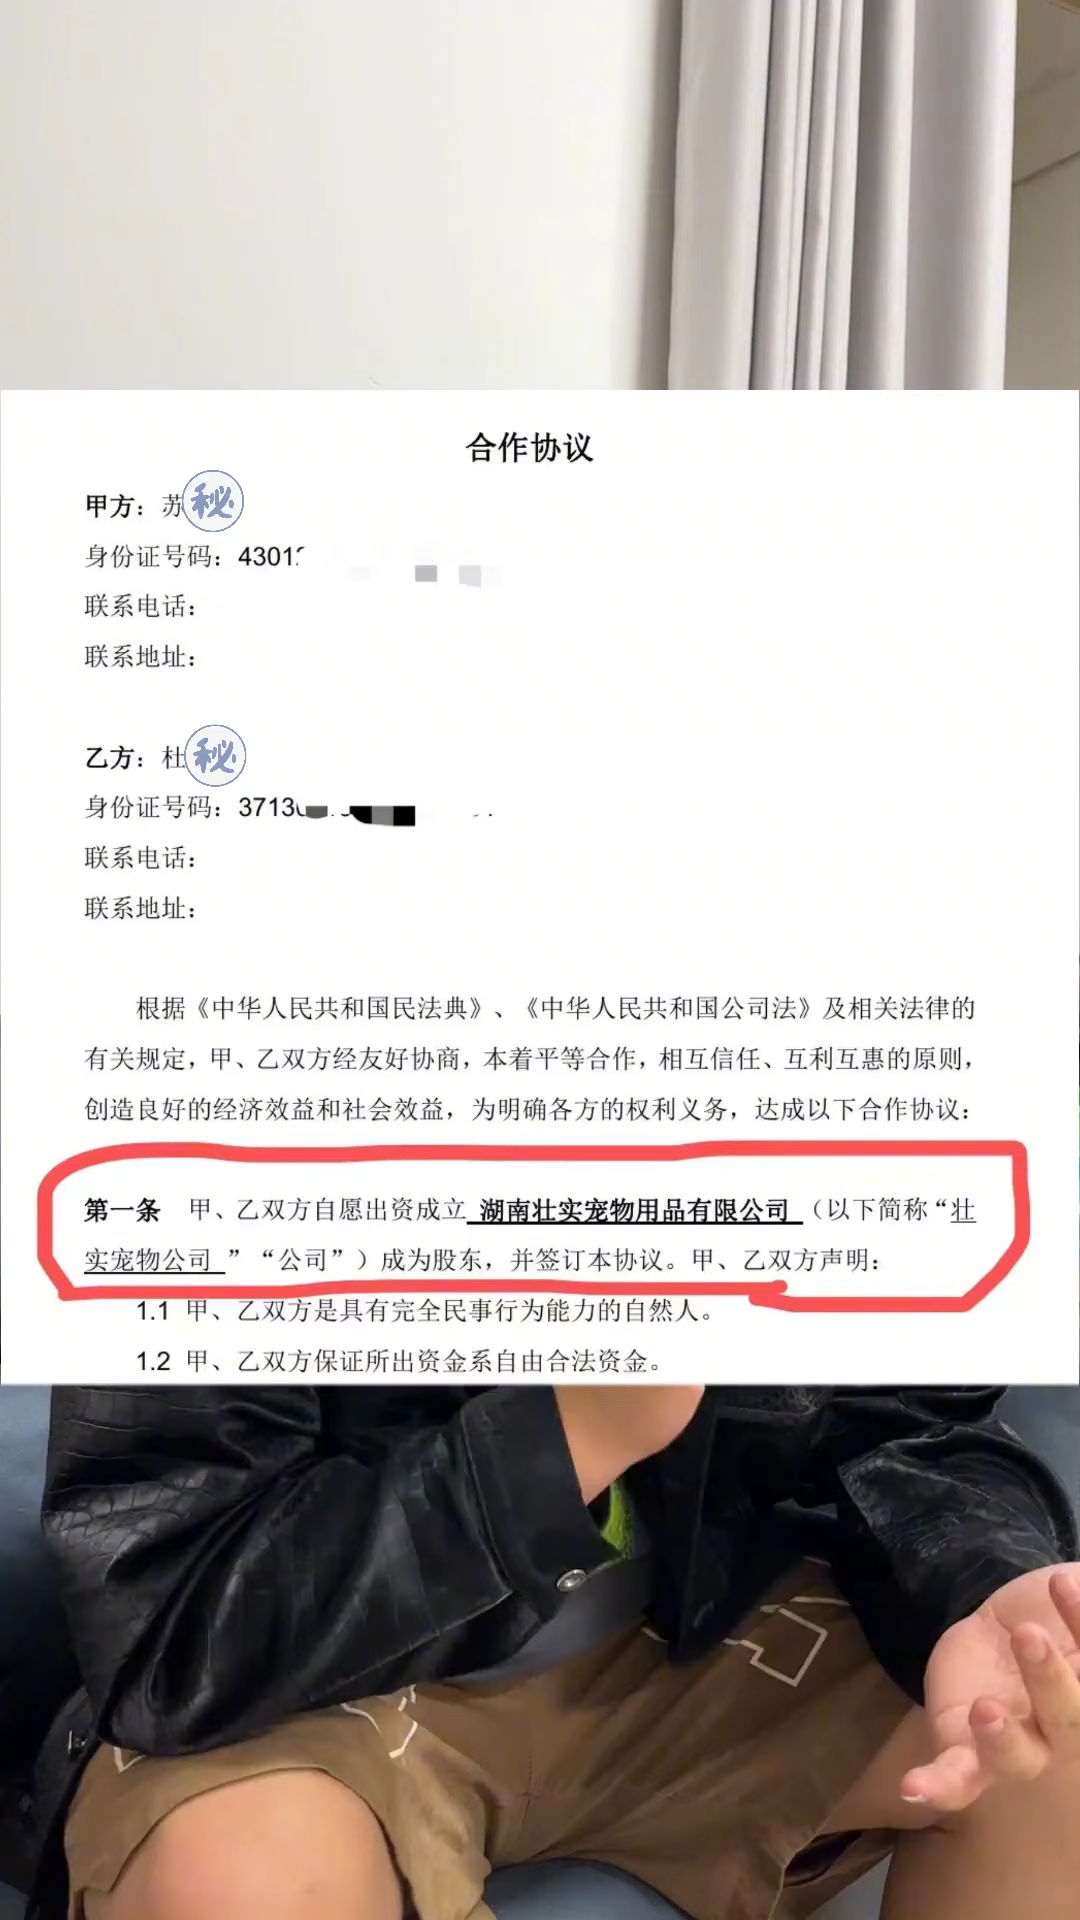 合作协议
甲方：苏 秘
身份证号码：4301
联系电话：
联系地址：
乙方：杜 秘
身份证号码：3713
联系电话：
联系地址：
根据《中华人民共和国民法典》、《中华人民共和国公司法》及相关法律的
有关规定，甲、乙双方经友好协商，本着平等合作，相互信任、互利互惠的原则，
创造良好的经济效益和社会效益，为明确各方的权利义务，达成以下合作协议：
第一条 甲、乙双方自愿出资成立 湖南壮实宠物用品有限公司 （以下简称“壮
实宠物公司 ”“公司”）成为股东，并签订本协议。甲、乙双方声明：
1.1 甲、乙双方是具有完全民事行为能力的自然人。
1.2 甲、乙双方保证所出资金系自由合法资金。